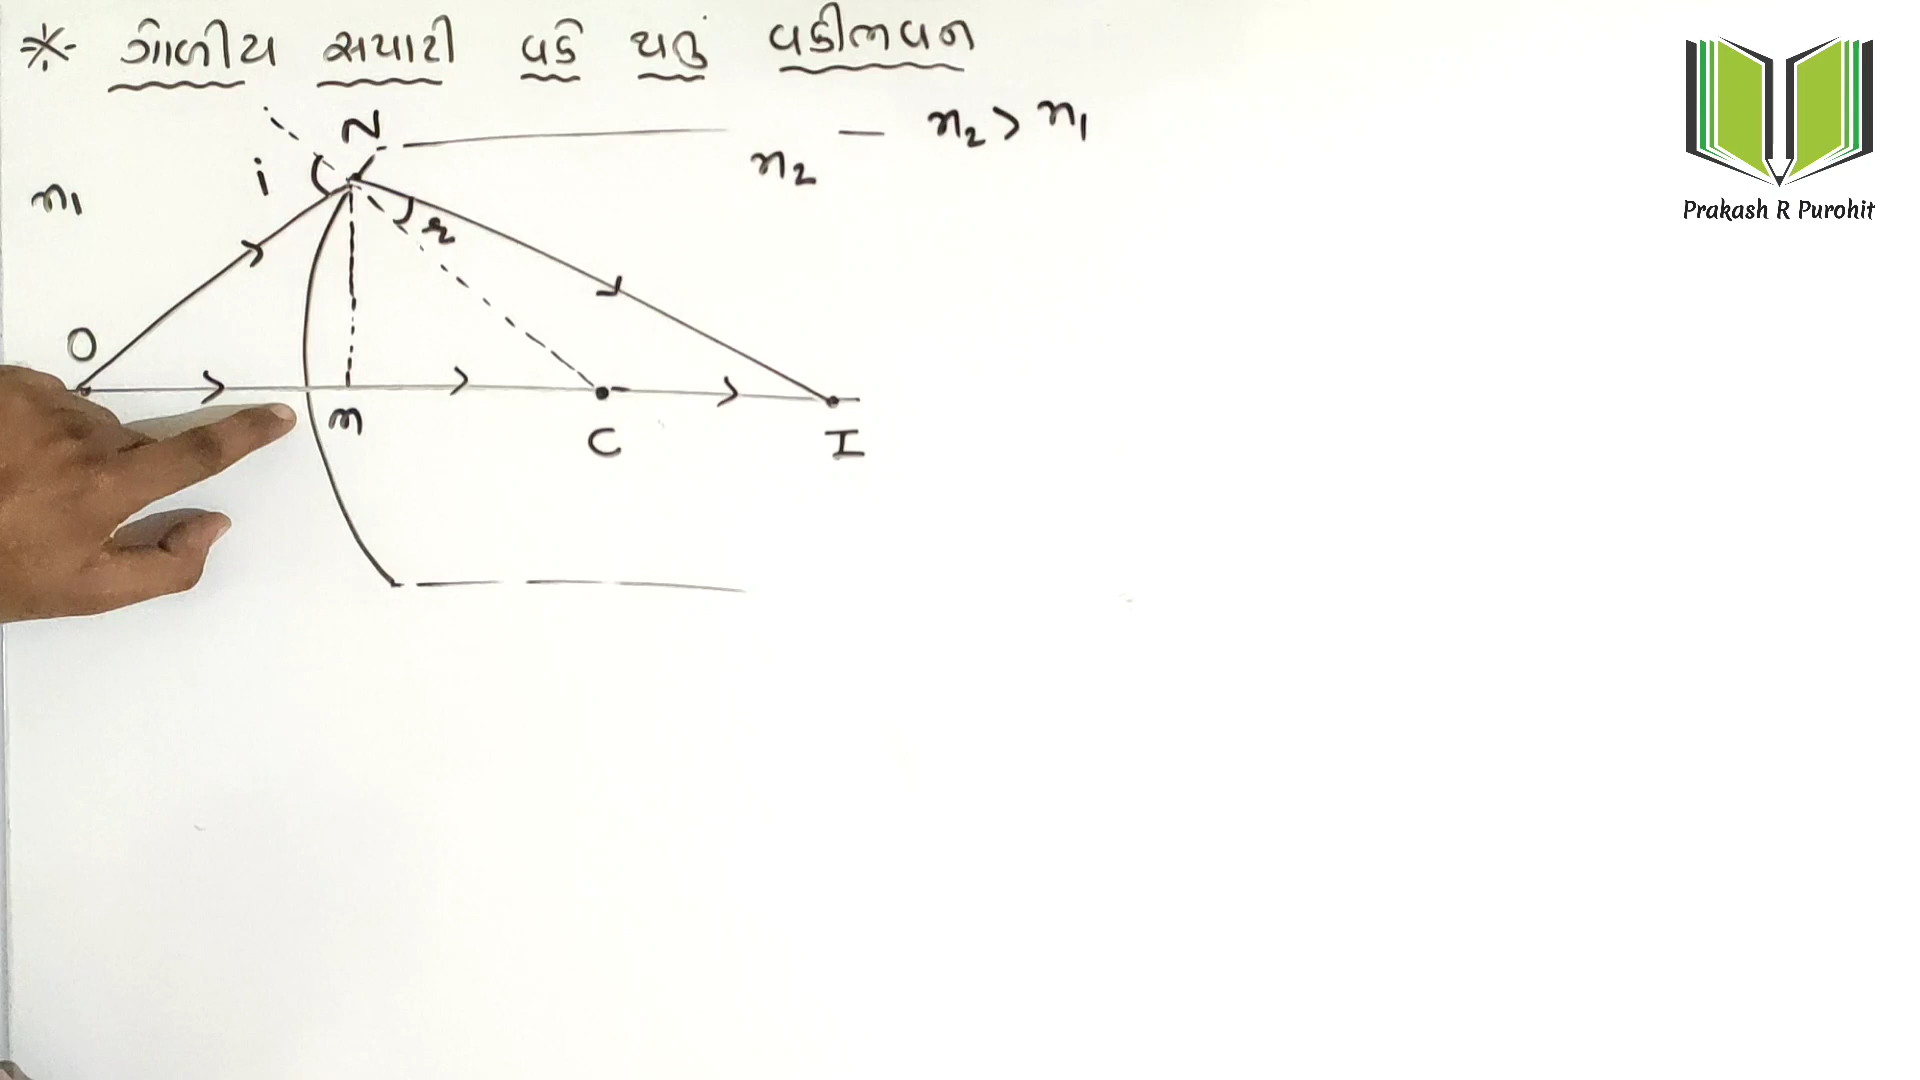 * ગોળીય સપાટી વડે થતું વક્રીભવન
N
n₂ — n₂ > n₁
i
n₁
r
O
m
C
I
Prakash R Purohit